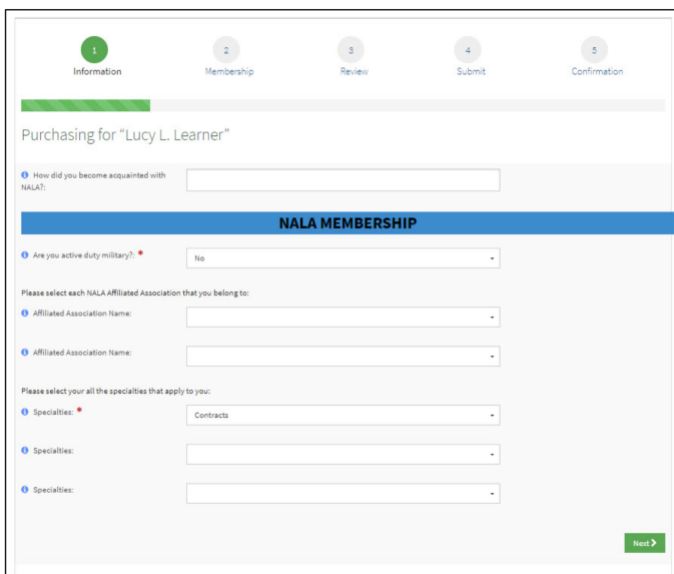 1 2 3 4 5
Information Membership Review Submit Confirmation
Purchasing for "Lucy L. Learner"
How did you become acquainted with
NALA?:
NALA MEMBERSHIP
Are you active duty military?: * No
Please select each NALA Affiliated Association that you belong to:
Affiliated Association Name:
Affiliated Association Name:
Please select your all the specialties that apply to you:
Specialties: * Contracts
Specialties:
Specialties:
Next